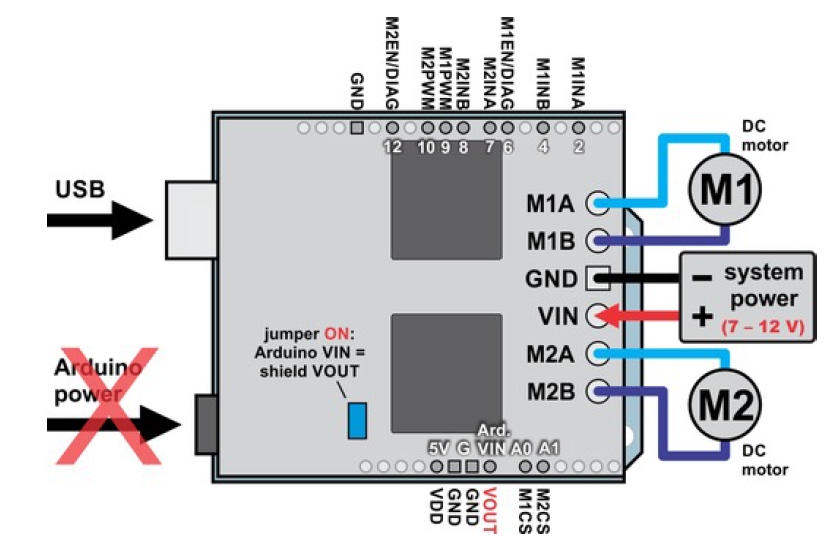 GND
M2EN/DIAG
M2PWM
M1PWM
M2INB
M2INA
M1EN/DIAG
M1INB
M1INA
12 10 9 8 7 6 4 2
DC
motor
USB
M1A
M1
M1B
GND
− system
power
VIN
+
(7 – 12 V)
jumper ON:
Arduino VIN =
shield VOUT
Arduino
power
M2A
M2B
M2
DC
motor
Ard.
5V G VIN A0 A1
VDD
GND
GND
VOUT
M1CS
M2CS